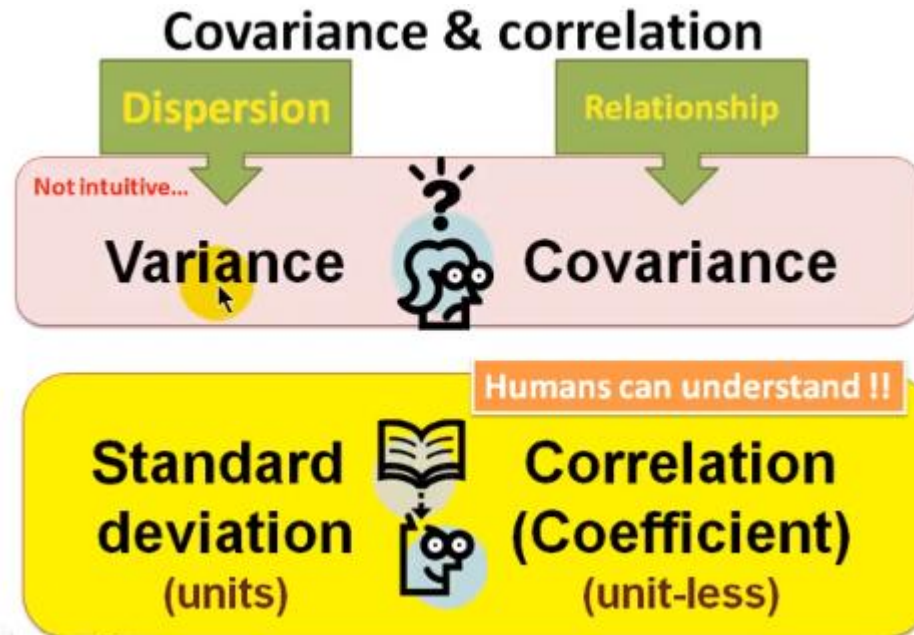 Covariance & correlation
Dispersion
Relationship
Not intuitive...
?
Variance
Covariance
Humans can understand !!
Standard
deviation
(units)
Correlation
(Coefficient)
(unit-less)